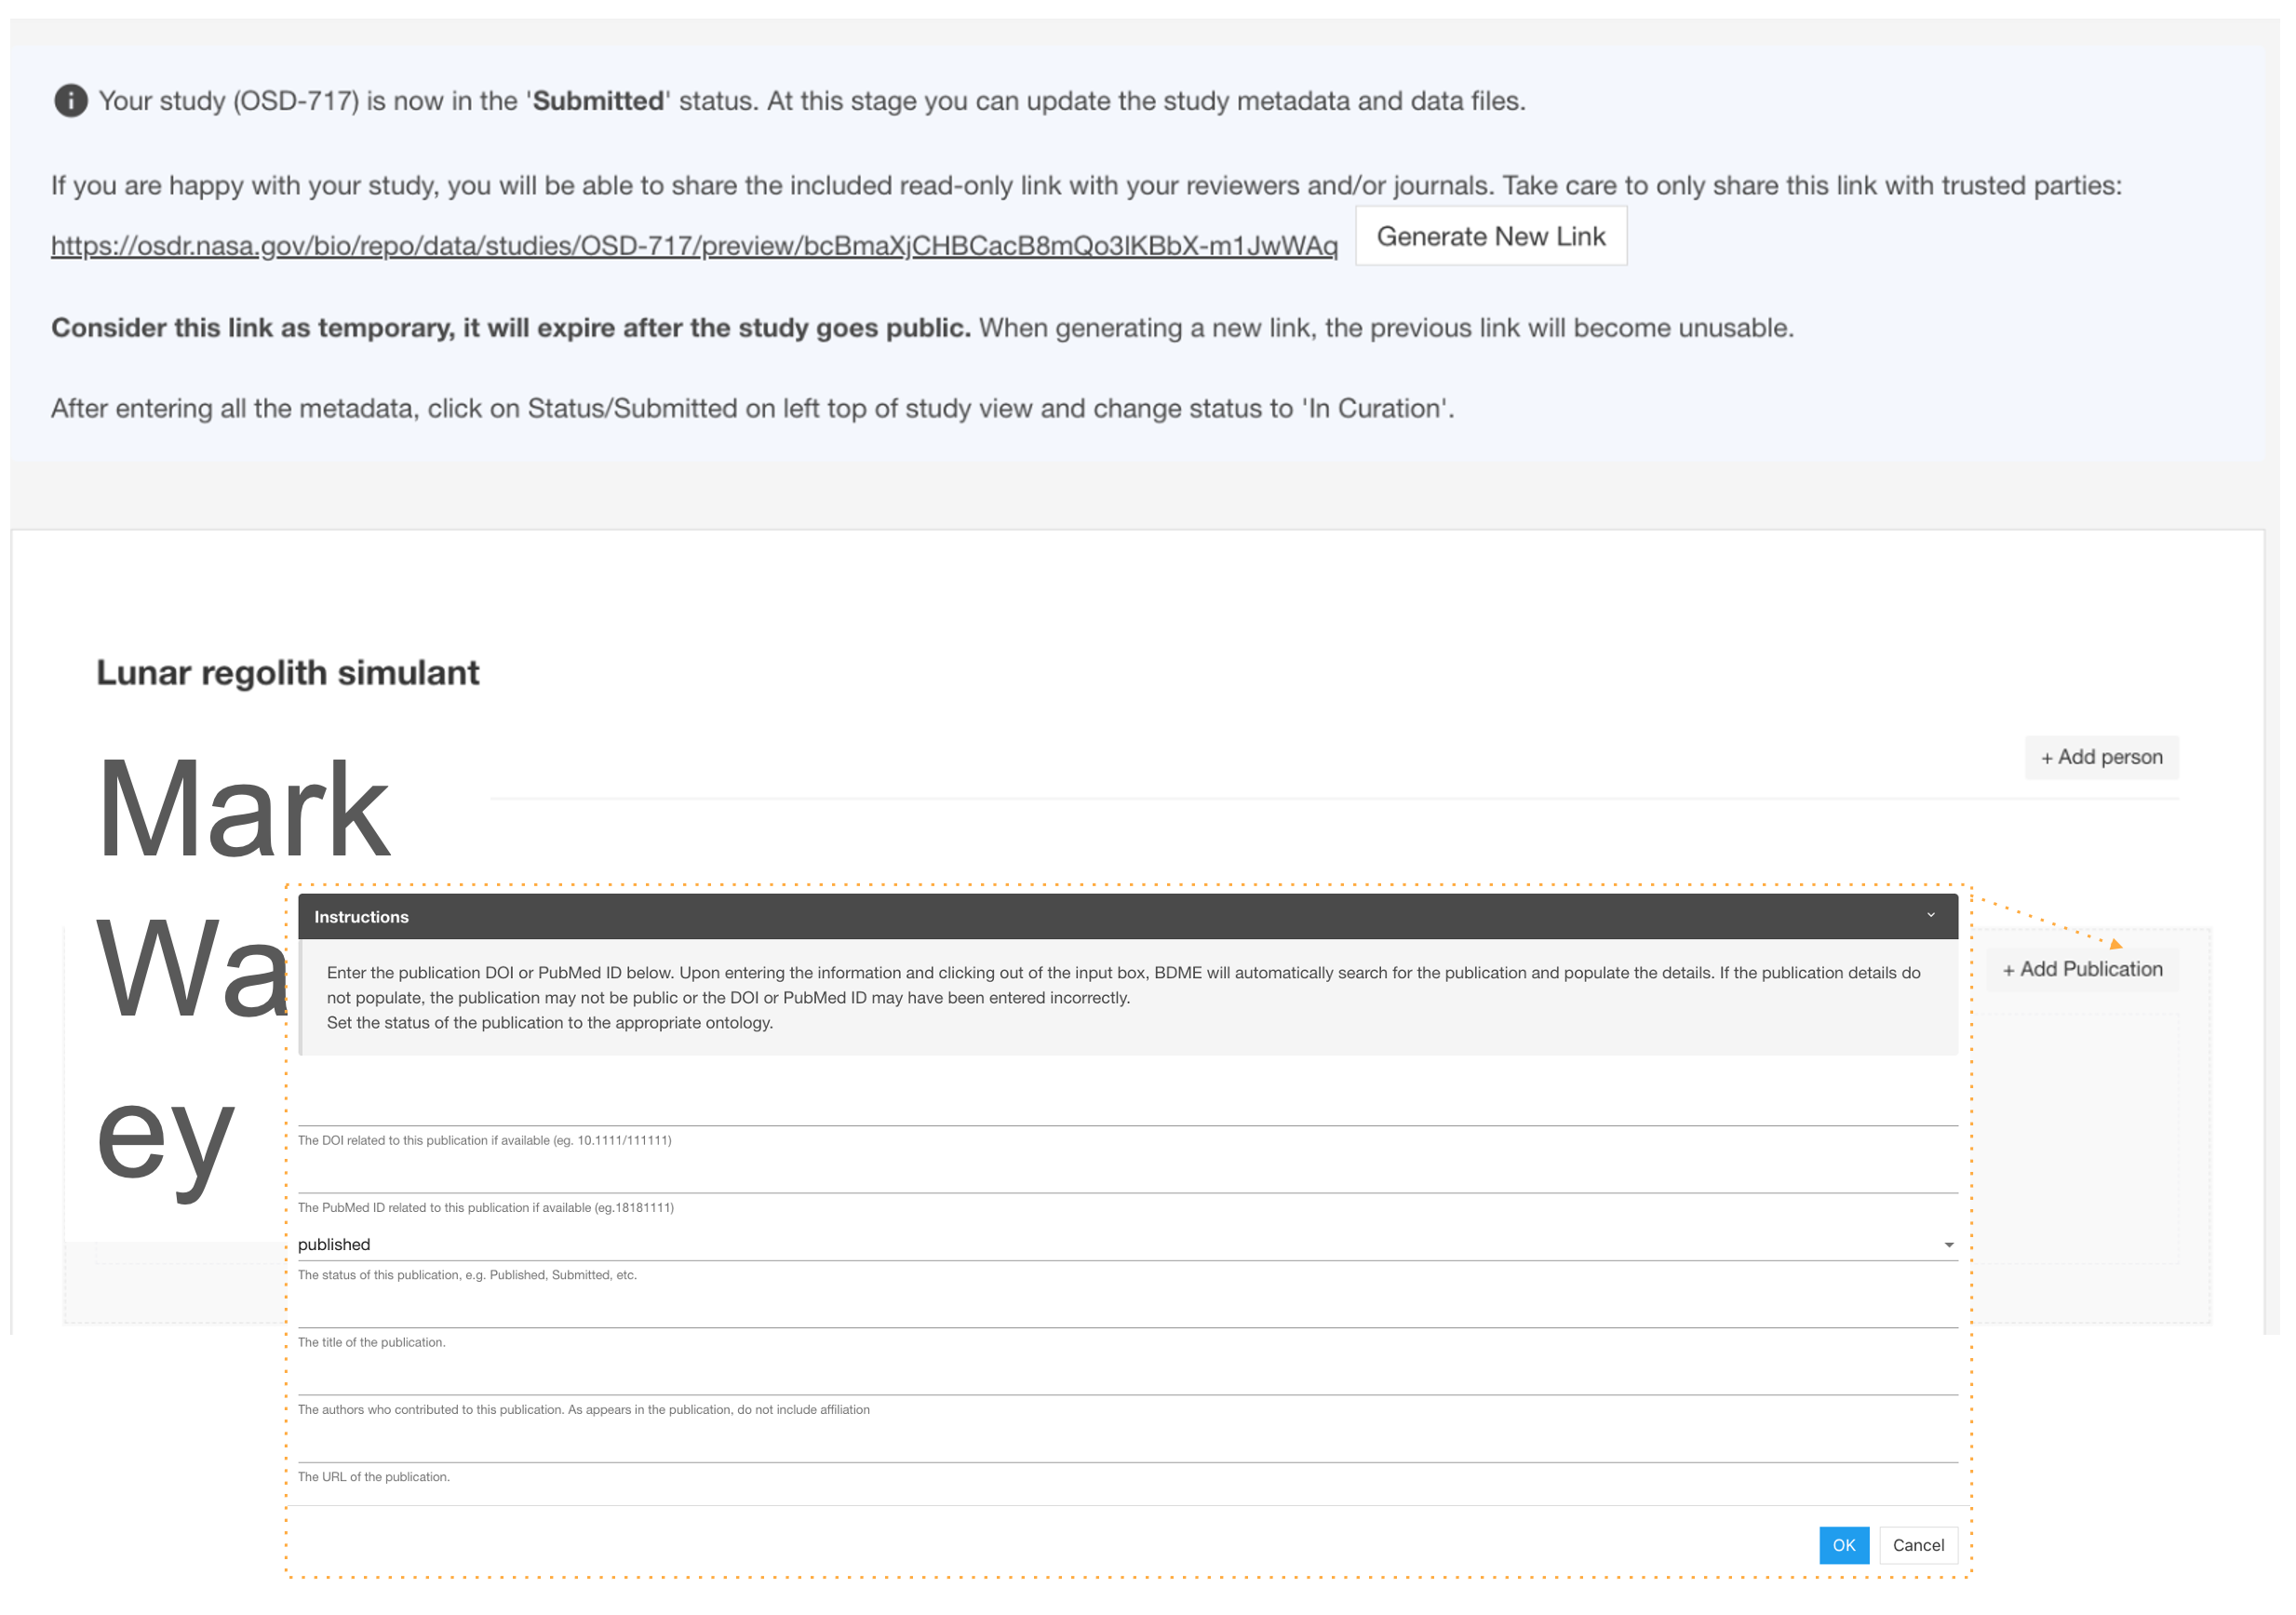 Your study (OSD-717) is now in the 'Submitted' status. At this stage you can update the study metadata and data files.
If you are happy with your study, you will be able to share the included read-only link with your reviewers and/or journals. Take care to only share this link with trusted parties:
https://osdr.nasa.gov/bio/repo/data/studies/OSD-717/preview/bcBmaXjCHBCacB8mQo3lKBbX-m1JwWAq Generate New Link
Consider this link as temporary, it will expire after the study goes public. When generating a new link, the previous link will become unusable.
After entering all the metadata, click on Status/Submitted on left top of study view and change status to 'In Curation'.
Lunar regolith simulant
+ Add person
Mark
Wa
ey
+ Add Publication
Instructions
Enter the publication DOI or PubMed ID below. Upon entering the information and clicking out of the input box, BDME will automatically search for the publication and populate the details. If the publication details do
not populate, the publication may not be public or the DOI or PubMed ID may have been entered incorrectly.
Set the status of the publication to the appropriate ontology.
The DOI related to this publication if available (eg. 10.1111/111111)
The PubMed ID related to this publication if available (eg.18181111)
published
The status of this publication, e.g. Published, Submitted, etc.
The title of the publication.
The authors who contributed to this publication. As appears in the publication, do not include affiliation
The URL of the publication.
OK Cancel